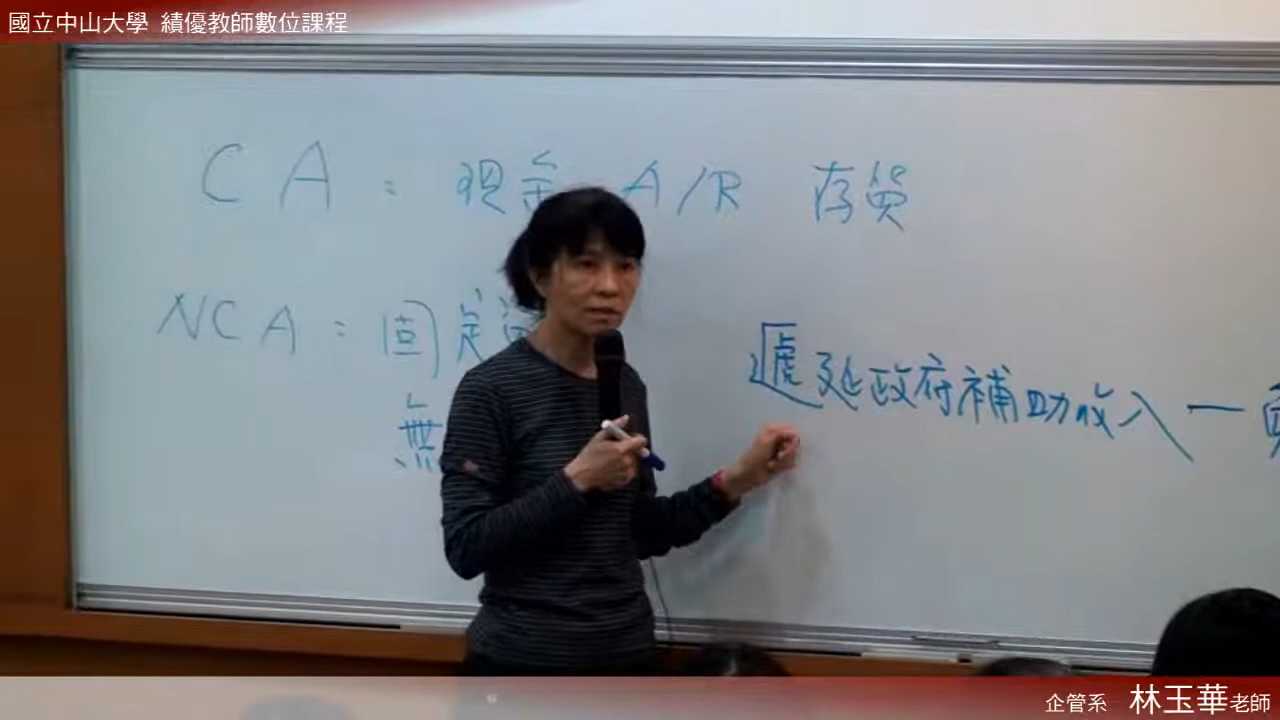 國立中山大學 績優教師數位課程
CA = 現金 A/R 存貨
NCA = 固定
無
遞延政府補助收入一
企管系 林玉華老師